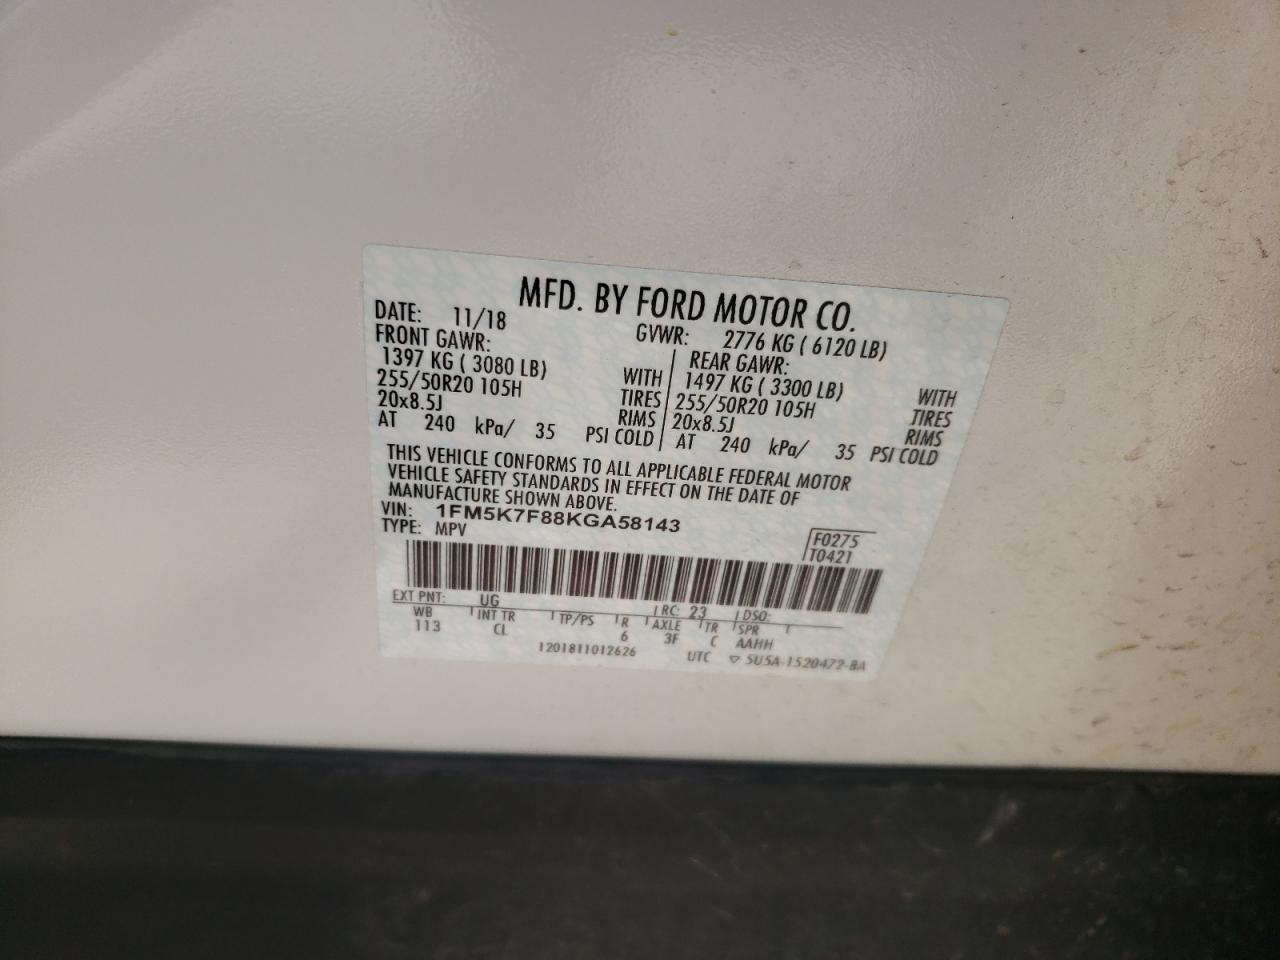 MFD. BY FORD MOTOR CO.
DATE: 11/18 GVWR: 2776 KG ( 6120 LB)
FRONT GAWR: REAR GAWR:
1397 KG ( 3080 LB) WITH 1497 KG ( 3300 LB) WITH
255/50R20 105H TIRES 255/50R20 105H TIRES
20x8.5J RIMS 20x8.5J RIMS
AT 240 kPa/ 35 PSI COLD AT 240 kPa/ 35 PSI COLD
THIS VEHICLE CONFORMS TO ALL APPLICABLE FEDERAL MOTOR
VEHICLE SAFETY STANDARDS IN EFFECT ON THE DATE OF
MANUFACTURE SHOWN ABOVE.
VIN: 1FM5K7F88KGA58143
TYPE: MPV
F0275
T0421
EXT PNT: UG RC: 23 DSO:
WB INT TR TP/PS R AXLE TR SPR
113 CL 6 3F C AAHH
1201811012626 UTC ▽ 5U5A-1520472-BA